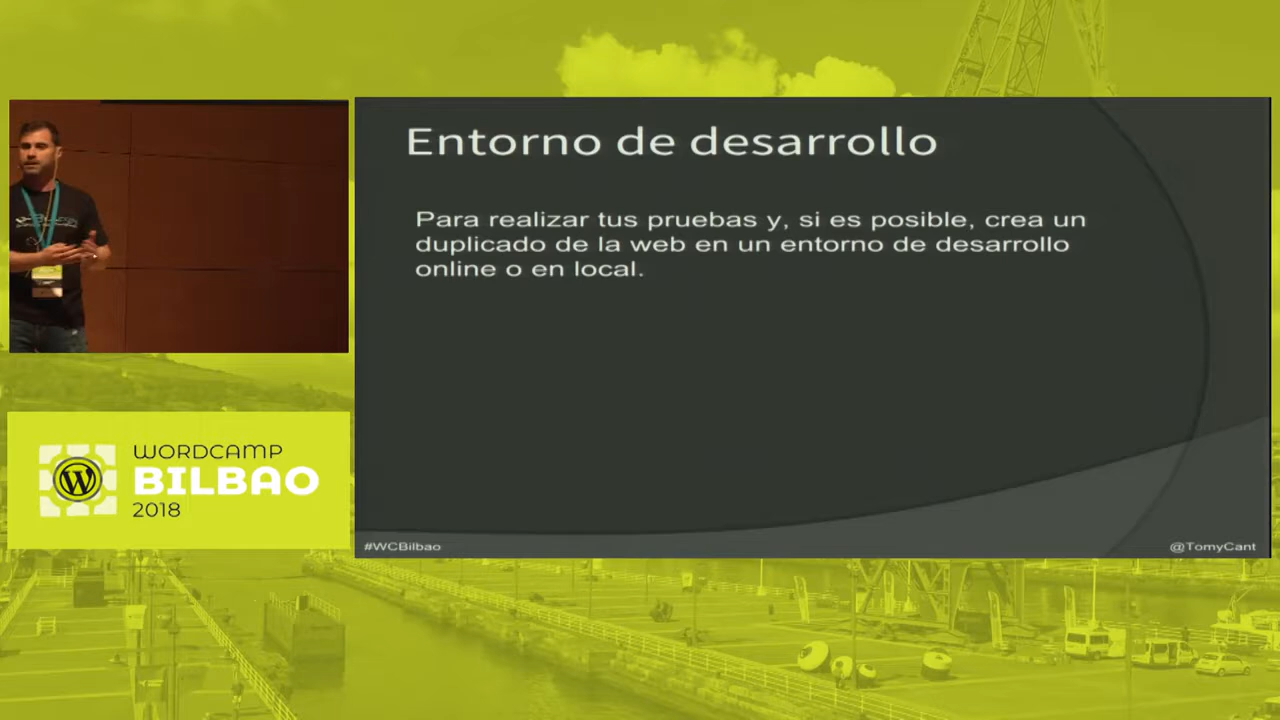 Entorno de desarrollo
Para realizar tus pruebas y, si es posible, crea un
duplicado de la web en un entorno de desarrollo
online o en local.
#WCBilbao
@TomyCant
WORDCAMP
BILBAO
2018